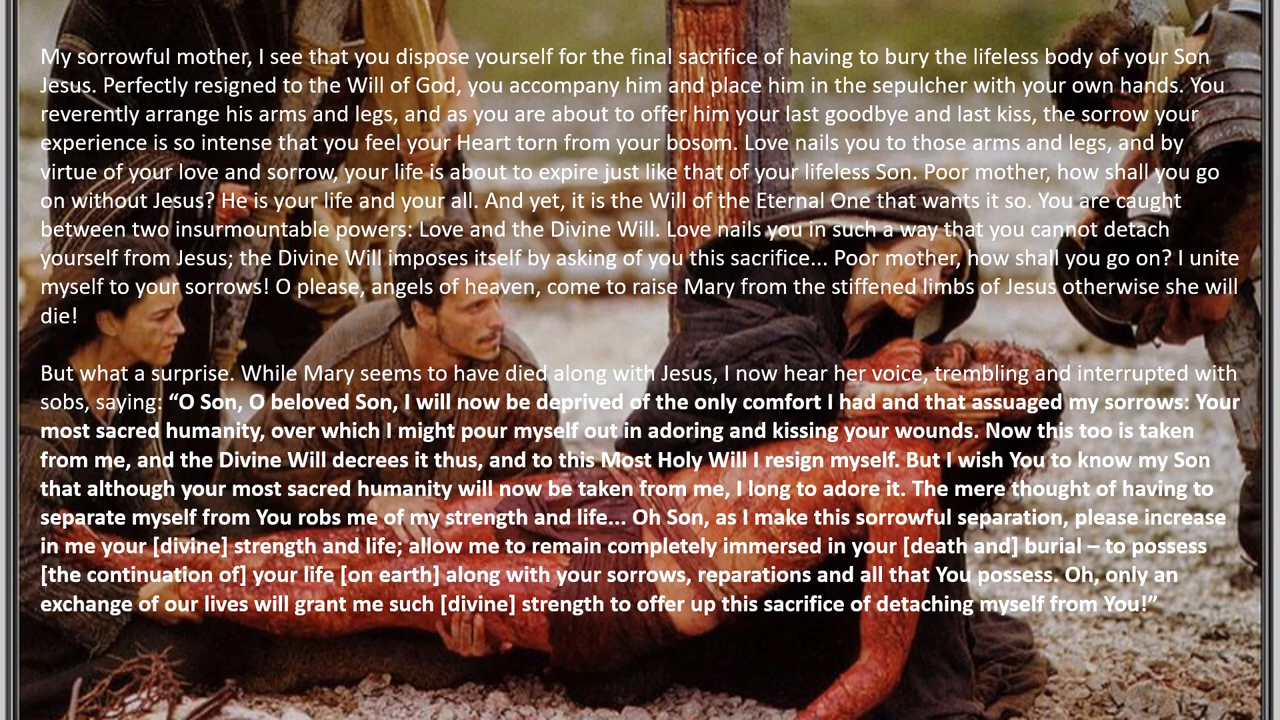 My sorrowful mother, I see that you dispose yourself for the final sacrifice of having to bury the lifeless body of your Son
Jesus. Perfectly resigned to the Will of God, you accompany him and place him in the sepulcher with your own hands. You
reverently arrange his arms and legs, and as you are about to offer him your last goodbye and last kiss, the sorrow your
experience is so intense that you feel your Heart torn from your bosom. Love nails you to those arms and legs, and by
virtue of your love and sorrow, your life is about to expire just like that of your lifeless Son. Poor mother, how shall you go
on without Jesus? He is your life and your all. And yet, it is the Will of the Eternal One that wants it so. You are caught
between two insurmountable powers: Love and the Divine Will. Love nails you in such a way that you cannot detach
yourself from Jesus; the Divine Will imposes itself by asking of you this sacrifice... Poor mother, how shall you go on? I unite
myself to your sorrows! O please, angels of heaven, come to raise Mary from the stiffened limbs of Jesus otherwise she will
die!
But what a surprise. While Mary seems to have died along with Jesus, I now hear her voice, trembling and interrupted with
sobs, saying: “O Son, O beloved Son, I will now be deprived of the only comfort I had and that assuaged my sorrows: Your
most sacred humanity, over which I might pour myself out in adoring and kissing your wounds. Now this too is taken
from me, and the Divine Will decrees it thus, and to this Most Holy Will I resign myself. But I wish You to know my Son
that although your most sacred humanity will now be taken from me, I long to adore it. The mere thought of having to
separate myself from You robs me of my strength and life... Oh Son, as I make this sorrowful separation, please increase
in me your [divine] strength and life; allow me to remain completely immersed in your [death and] burial – to possess
[the continuation of] your life [on earth] along with your sorrows, reparations and all that You possess. Oh, only an
exchange of our lives will grant me such [divine] strength to offer up this sacrifice of detaching myself from You!”